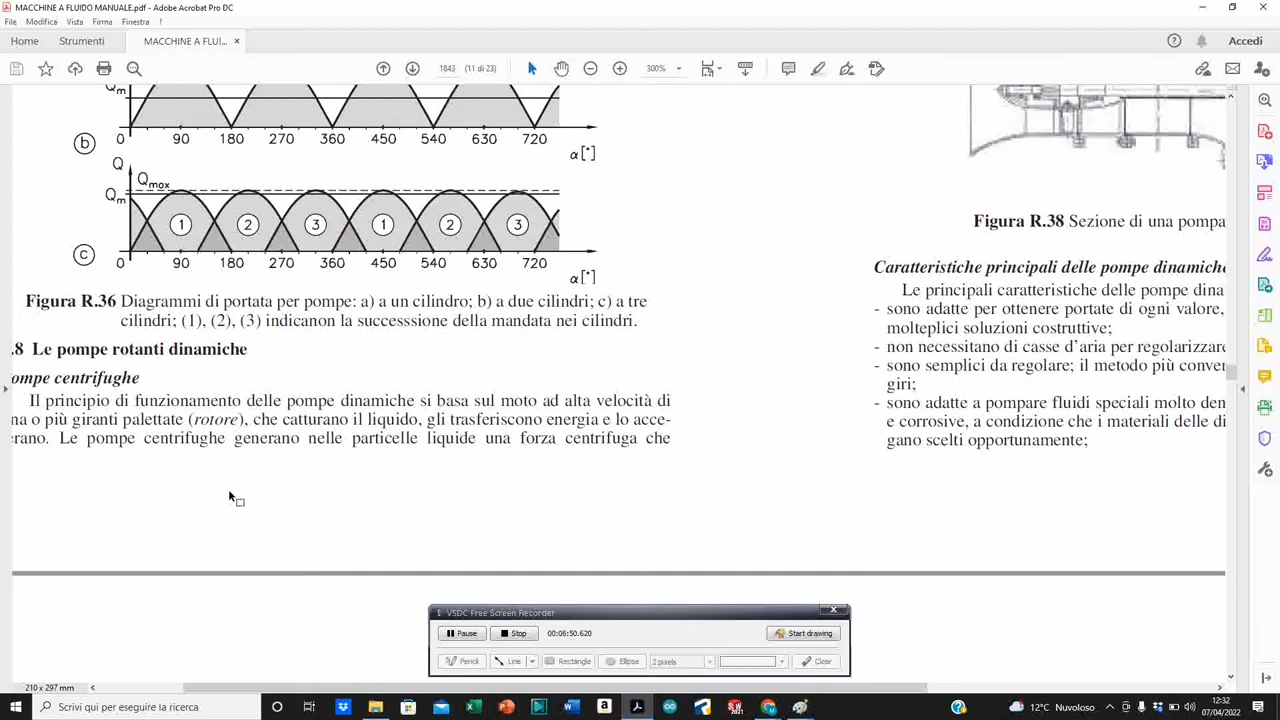 MACCHINE A FLUIDO MANUALE.pdf - Adobe Acrobat Pro DC
File Modifica Vista Firma Finestra ?
Home Strumenti MACCHINE A FLUI... × Accedi
1843 (11 di 23) 300%
Qm
0 90 180 270 360 450 540 630 720
b α[°]
Q
Qmax
Qm
1 2 3 1 2 3
c
0 90 180 270 360 450 540 630 720
α[°]
Figura R.36 Diagrammi di portata per pompe: a) a un cilindro; b) a due cilindri; c) a tre
cilindri; (1), (2), (3) indicanon la successsione della mandata nei cilindri.
.8 Le pompe rotanti dinamiche
ompe centrifughe
Il principio di funzionamento delle pompe dinamiche si basa sul moto ad alta velocità di
na o più giranti palettate (rotore), che catturano il liquido, gli trasferiscono energia e lo acce-
erano. Le pompe centrifughe generano nelle particelle liquide una forza centrifuga che
Figura R.38 Sezione di una pompa
Caratteristiche principali delle pompe dinamiche
Le principali caratteristiche delle pompe dina
- sono adatte per ottenere portate di ogni valore,
molteplici soluzioni costruttive;
- non necessitano di casse d'aria per regolarizzare
- sono semplici da regolare; il metodo più conver
giri;
- sono adatte a pompare fluidi speciali molto den
e corrosive, a condizione che i materiali delle di
gano scelti opportunamente;
VSDC Free Screen Recorder
Pause Stop 00:06:50.620 Start drawing
Pencil Line Rectangle Ellipse 2 pixels Clear
210 x 297 mm
Scrivi qui per eseguire la ricerca
12°C Nuvoloso
12:32
07/04/2022